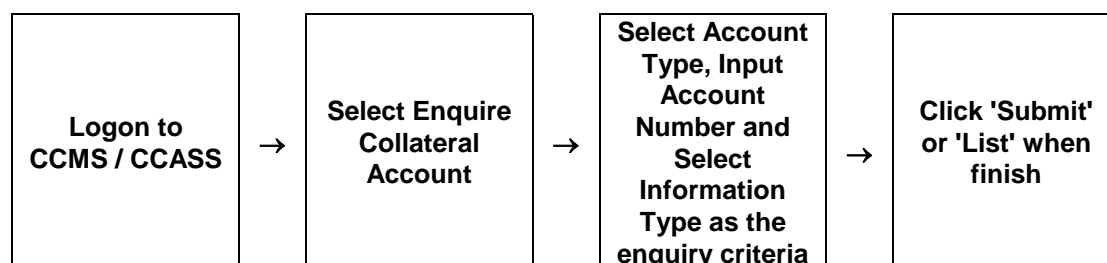 Logon to
CCMS / CCASS
→
Select Enquire
Collateral
Account
→
Select Account
Type, Input
Account
Number and
Select
Information
Type as the
enquiry criteria
→
Click 'Submit'
or 'List' when
finish